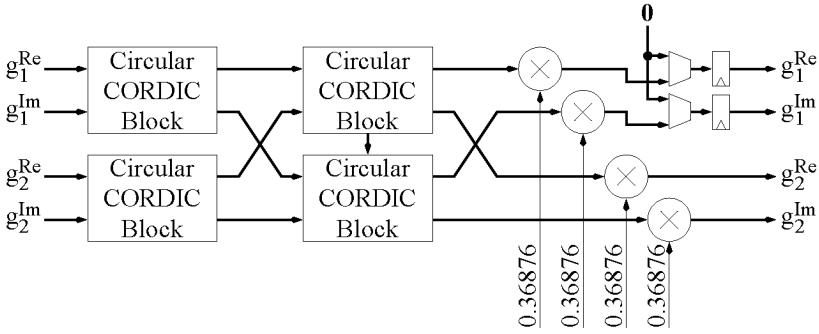 0
g₁ᴿᵉ Circular CORDIC Block Circular CORDIC Block g₁ᴿᵉ
g₁ᴵᵐ g₁ᴵᵐ
g₂ᴿᵉ Circular CORDIC Block Circular CORDIC Block g₂ᴿᵉ
g₂ᴵᵐ g₂ᴵᵐ
0.36876
0.36876
0.36876
0.36876